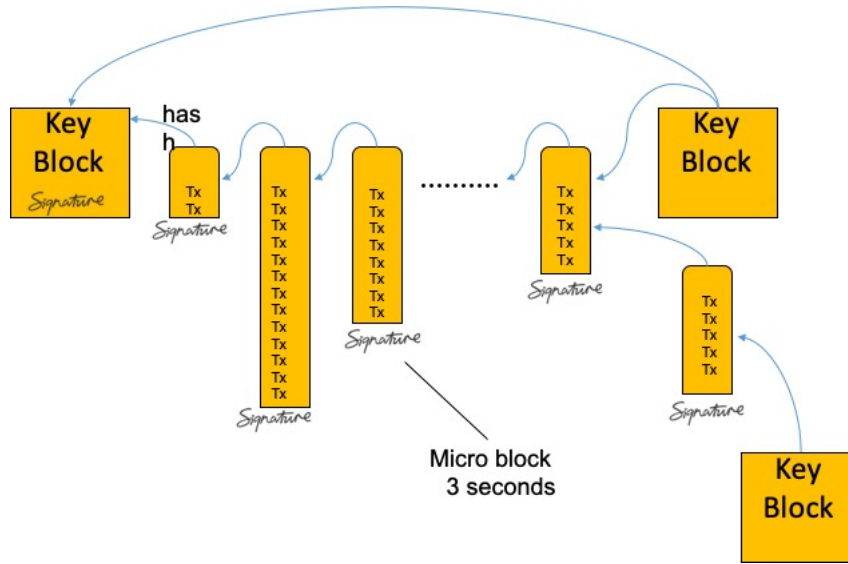 Key
Block
Signature
has
h
Tx
Tx
Signature
Tx
Tx
Tx
Tx
Tx
Tx
Tx
Tx
Tx
Tx
Tx
Tx
Tx
Signature
Tx
Tx
Tx
Tx
Tx
Tx
Tx
Tx
Signature
..........
Tx
Tx
Tx
Tx
Tx
Signature
Key
Block
Tx
Tx
Tx
Tx
Tx
Signature
Micro block
3 seconds
Key
Block